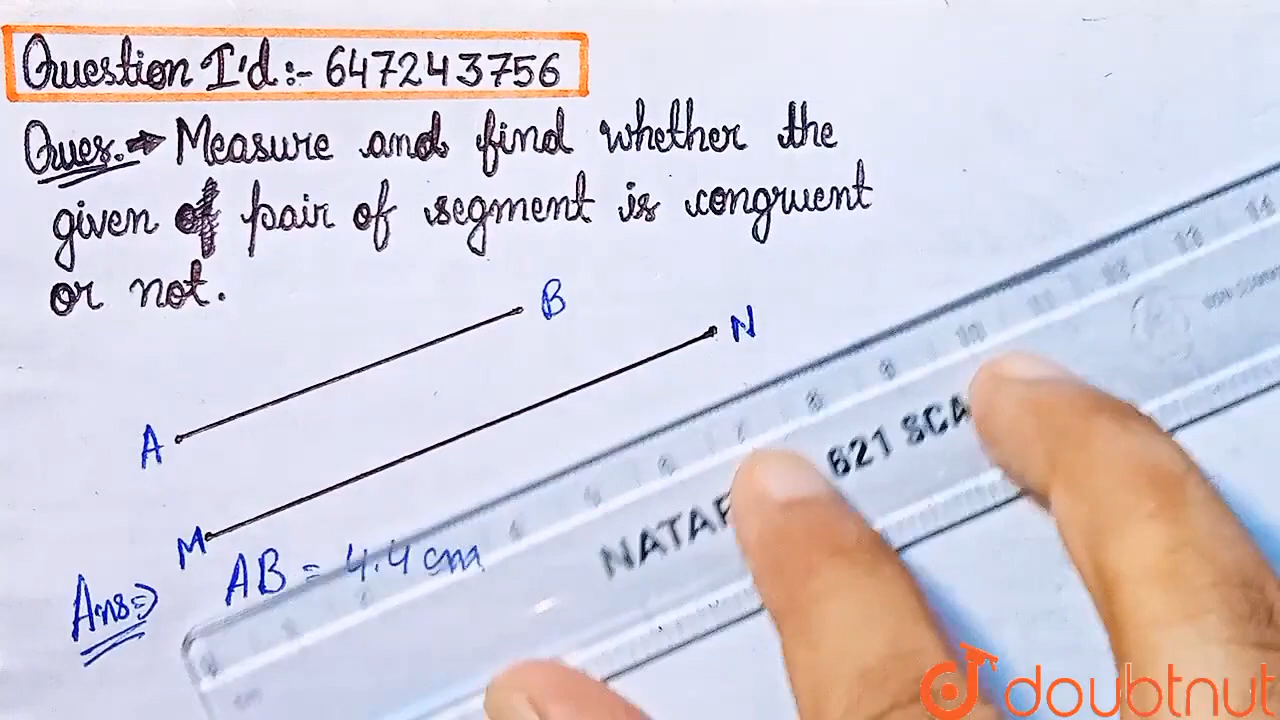 Question I'd :- 647243756
Ques. → Measure and find whether the
given of pair of segment is congruent
or not.
B
N
A
M
AB = 4.4 cm
Ans ⇒
NATAR
621 SCA
doubtnut